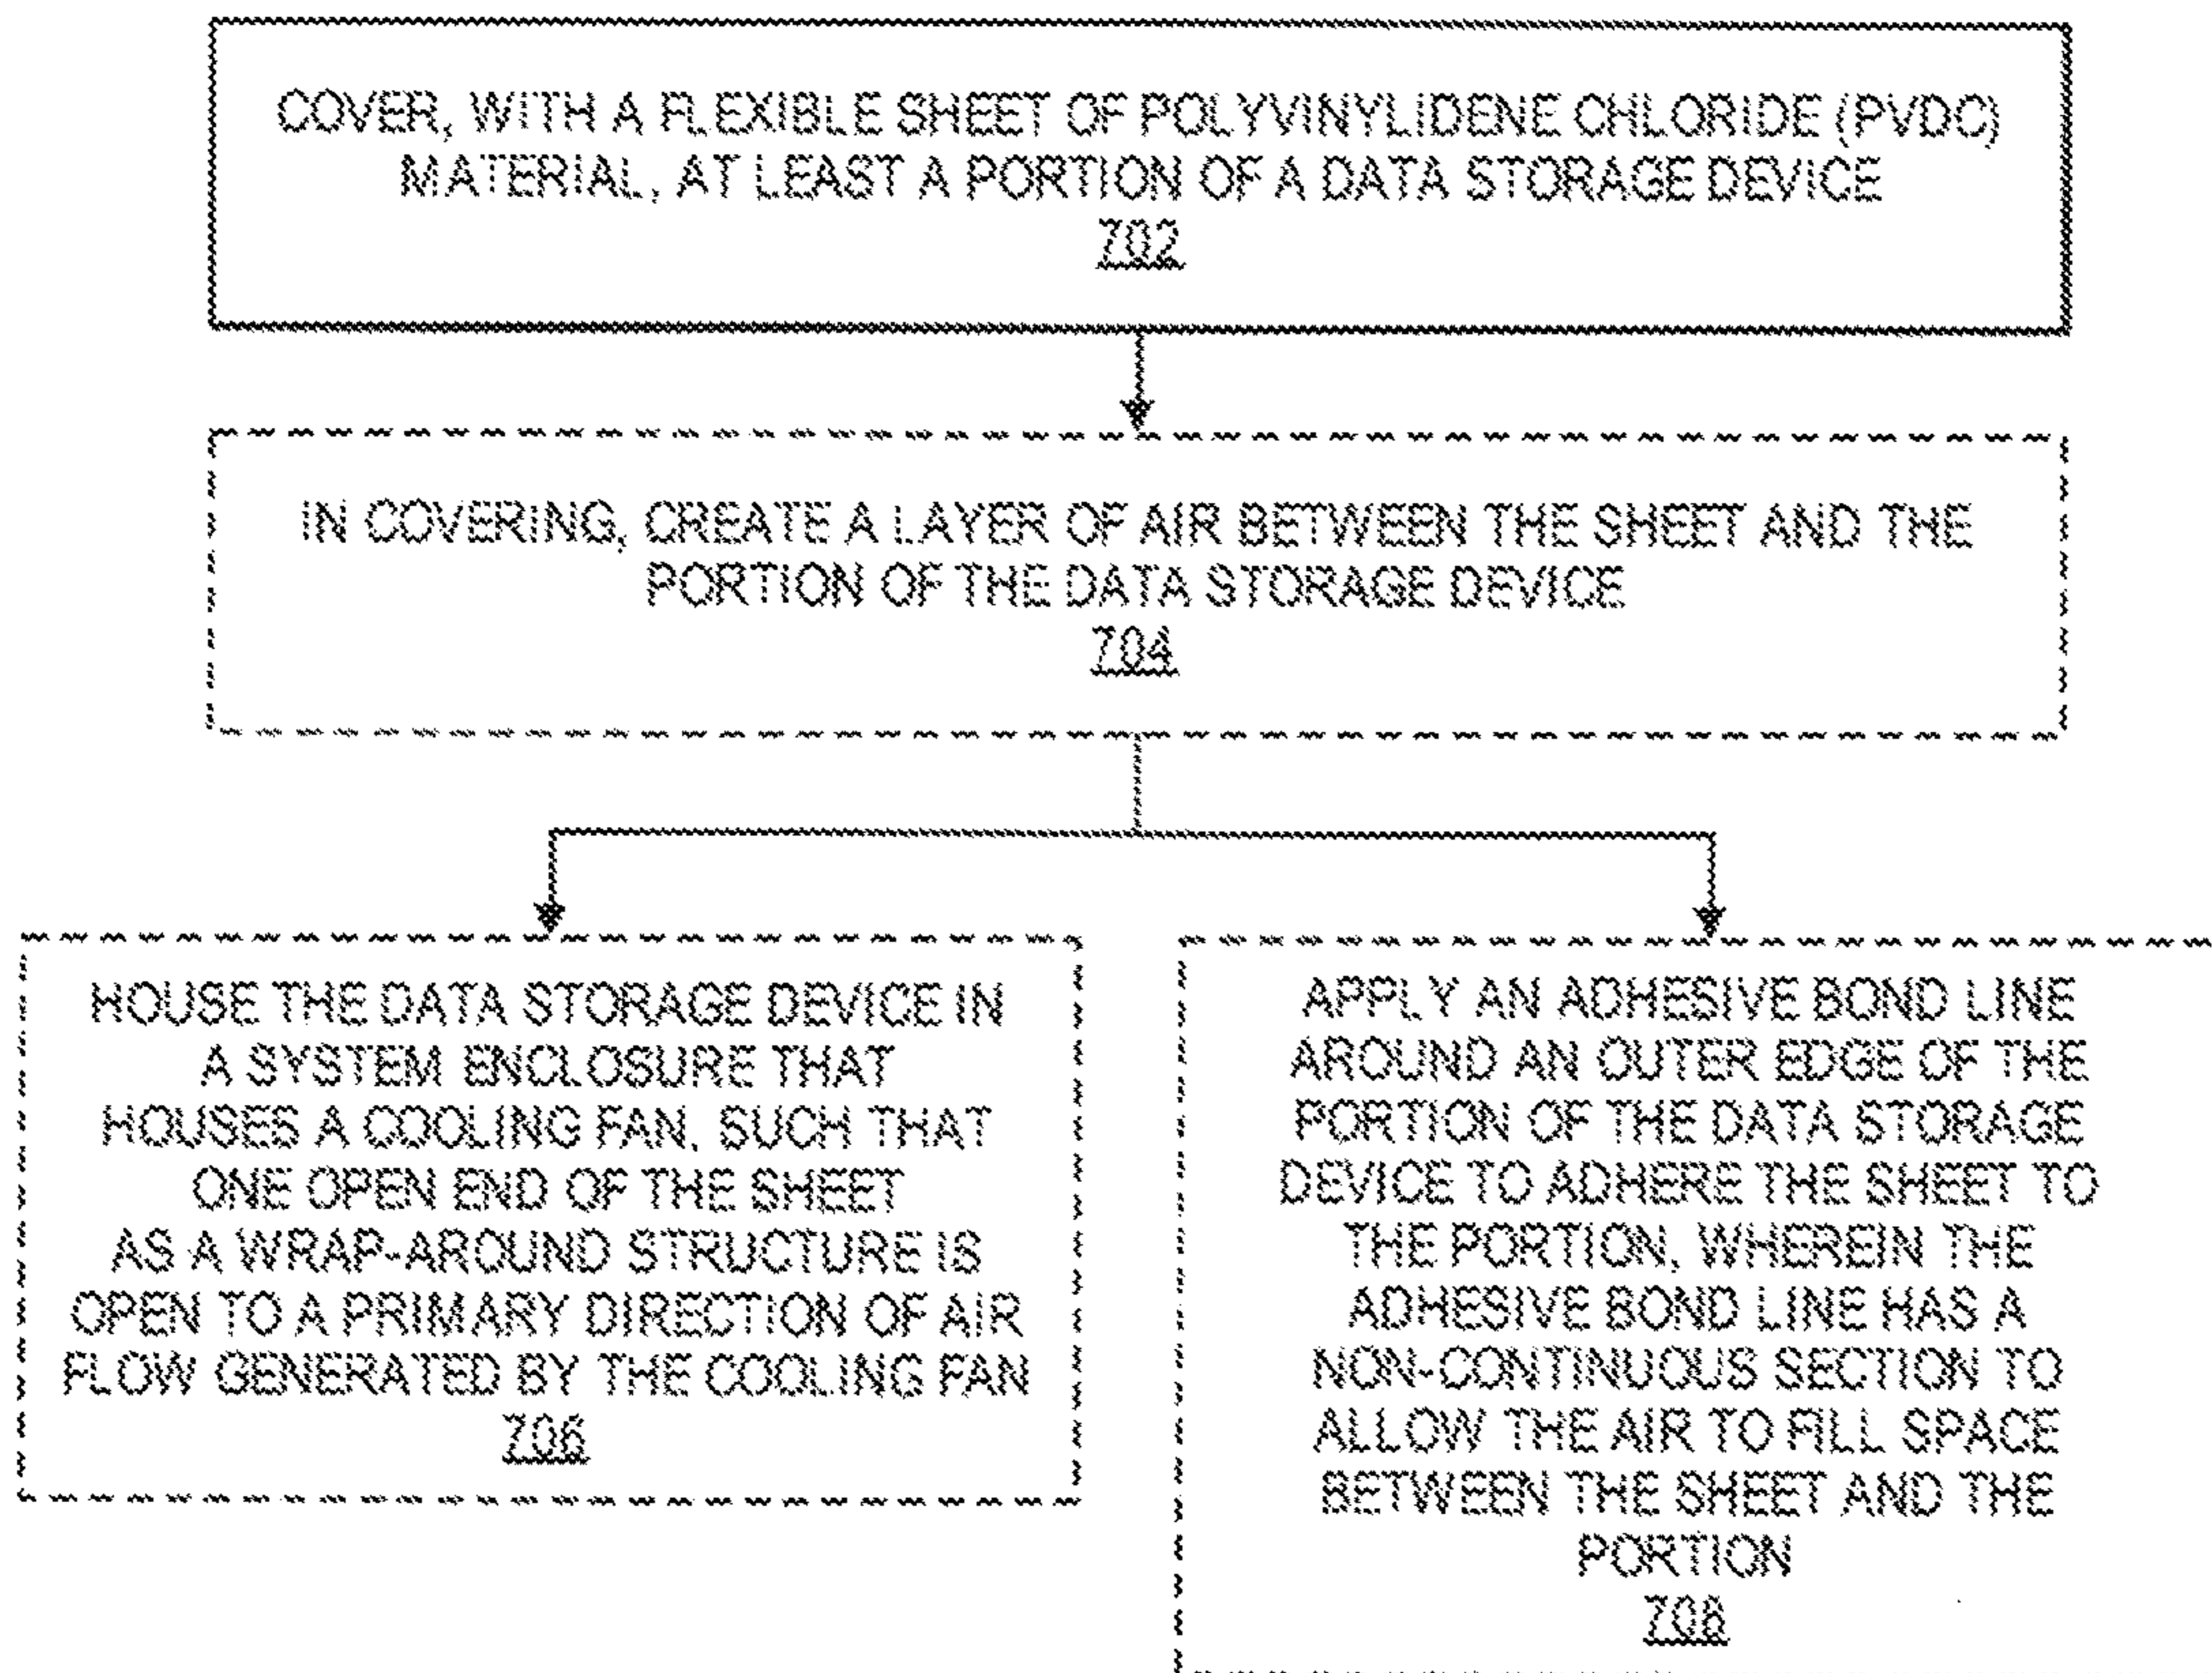 COVER, WITH A FLEXIBLE SHEET OF POLYVINYLIDENE CHLORIDE (PVDC)
MATERIAL, AT LEAST A PORTION OF A DATA STORAGE DEVICE
702
IN COVERING, CREATE A LAYER OF AIR BETWEEN THE SHEET AND THE
PORTION OF THE DATA STORAGE DEVICE
704
HOUSE THE DATA STORAGE DEVICE IN
A SYSTEM ENCLOSURE THAT
HOUSES A COOLING FAN, SUCH THAT
ONE OPEN END OF THE SHEET
AS A WRAP-AROUND STRUCTURE IS
OPEN TO A PRIMARY DIRECTION OF AIR
FLOW GENERATED BY THE COOLING FAN
706
APPLY AN ADHESIVE BOND LINE
AROUND AN OUTER EDGE OF THE
PORTION OF THE DATA STORAGE
DEVICE TO ADHERE THE SHEET TO
THE PORTION, WHEREIN THE
ADHESIVE BOND LINE HAS A
NON-CONTINUOUS SECTION TO
ALLOW THE AIR TO FILL SPACE
BETWEEN THE SHEET AND THE
PORTION
708